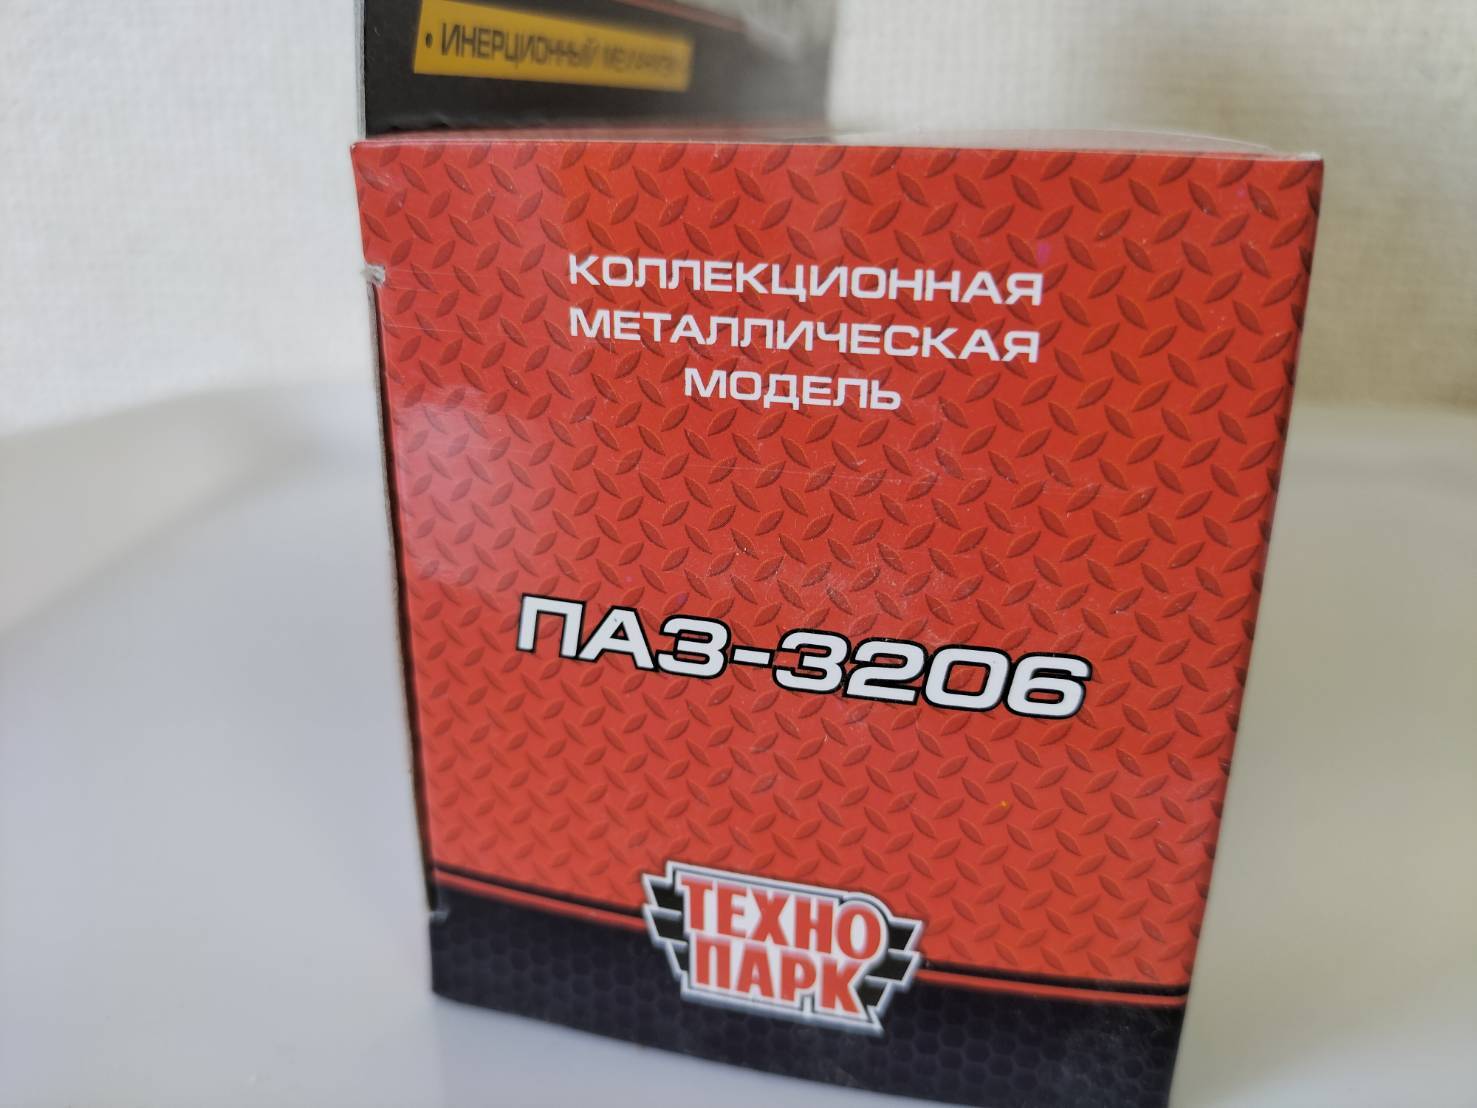 • ИНЕРЦИОННЫЙ МЕХАНИЗМ
КОЛЛЕКЦИОННАЯ
МЕТАЛЛИЧЕСКАЯ
МОДЕЛЬ
ПАЗ-3206
ТЕХНО
ПАРК